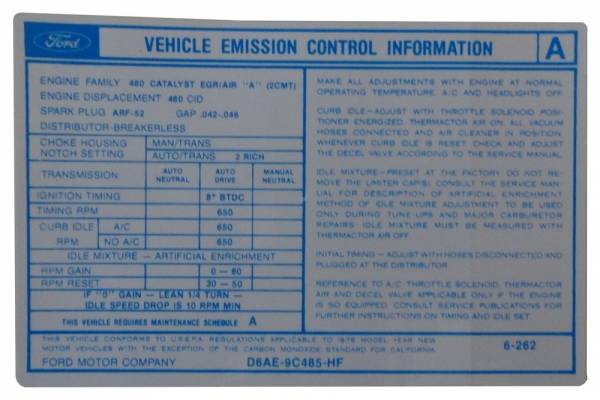 Ford
VEHICLE EMISSION CONTROL INFORMATION
A
ENGINE FAMILY 460 CATALYST EGR/AIR "A" (2CMT)
ENGINE DISPLACEMENT 460 CID
SPARK PLUG ARF-52 GAP .042-.046
DISTRIBUTOR-BREAKERLESS
CHOKE HOUSING NOTCH SETTING
MAN/TRANS
AUTO/TRANS 2 RICH
TRANSMISSION AUTO NEUTRAL AUTO DRIVE MANUAL NEUTRAL
IGNITION TIMING 8° BTDC
TIMING RPM 650
CURB IDLE A/C 650
RPM NO A/C 650
IDLE MIXTURE — ARTIFICIAL ENRICHMENT
RPM GAIN 0 — 60
RPM RESET 30 — 50
IF "0" GAIN — LEAN 1/4 TURN —
IDLE SPEED DROP IS 10 RPM MIN
THIS VEHICLE REQUIRES MAINTENANCE SCHEDULE A
MAKE ALL ADJUSTMENTS WITH ENGINE AT NORMAL
OPERATING TEMPERATURE. A/C AND HEADLIGHTS OFF.
CURB IDLE-ADJUST WITH THROTTLE SOLENOID POSI-
TIONER ENERGIZED THERMACTOR AIR ON, ALL VACUUM
HOSES CONNECTED AND AIR CLEANER IN POSITION.
WHENEVER CURB IDLE IS RESET, CHECK AND ADJUST
THE DECEL VALVE ACCORDING TO THE SERVICE MANUAL.
IDLE MIXTURE-PRESET AT THE FACTORY. DO NOT RE-
MOVE THE LIMITER CAP(S). CONSULT THE SERVICE MAN-
UAL FOR DESCRIPTION OF ARTIFICIAL ENRICHMENT
METHOD OF IDLE MIXTURE ADJUSTMENT TO BE USED
ONLY DURING TUNE-UPS AND MAJOR CARBURETOR
REPAIRS. IDLE MIXTURE MUST BE MEASURED WITH
THERMACTOR AIR OFF.
INITIAL TIMING — ADJUST WITH HOSES DISCONNECTED AND
PLUGGED AT THE DISTRIBUTOR.
REFERENCE TO A/C, THROTTLE SOLENOID, THERMACTOR
AIR AND DECEL VALVE APPLICABLE ONLY IF THE ENGINE
IS SO EQUIPPED. CONSULT SERVICE PUBLICATIONS FOR
FURTHER INSTRUCTIONS ON TIMING AND IDLE SET.
THIS VEHICLE CONFORMS TO U.S.E.P.A. REGULATIONS APPLICABLE TO 1976 MODEL YEAR NEW
MOTOR VEHICLES WITH THE EXCEPTION OF THE CARBON MONOXIDE STANDARD FOR CALIFORNIA.
6-262
FORD MOTOR COMPANY D6AE-9C485-HF